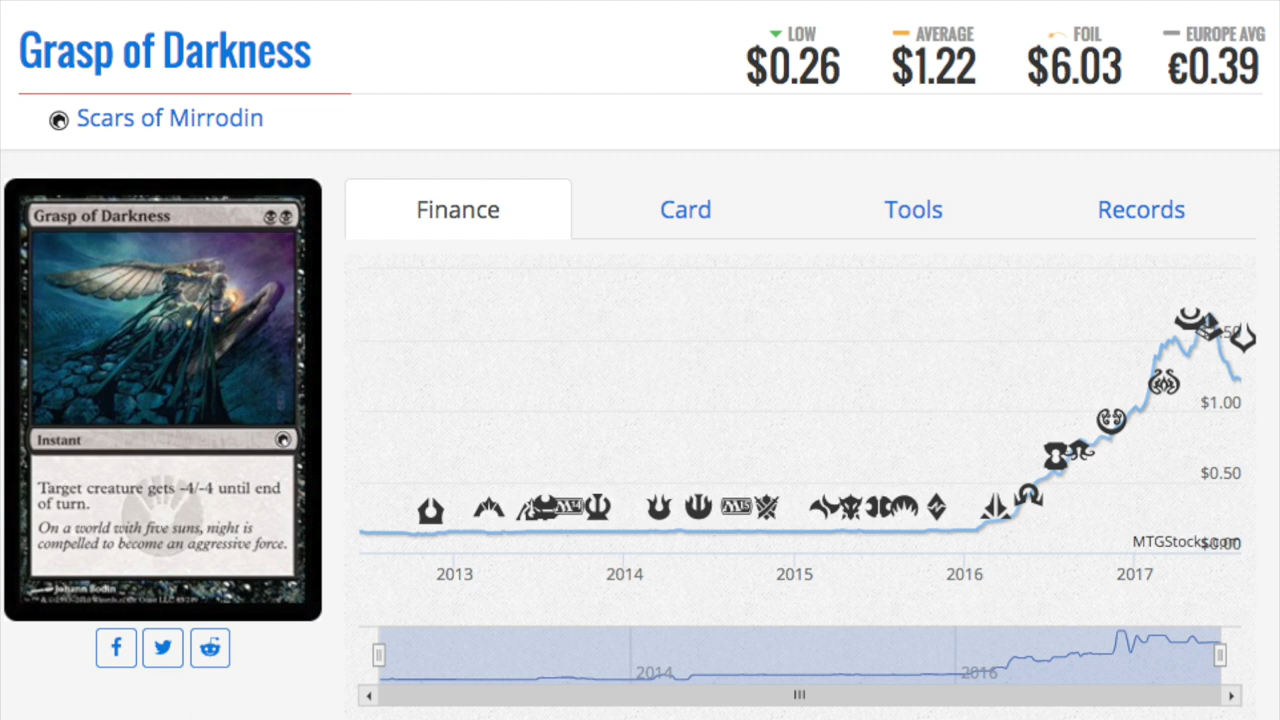 Grasp of Darkness
LOW
$0.26
AVERAGE
$1.22
FOIL
$6.03
EUROPE AVG
€0.39
Scars of Mirrodin
Grasp of Darkness
Instant
Target creature gets -4/-4 until end
of turn.
On a world with five suns, night is
compelled to become an aggressive force.
Johann Bodin
Finance
Card
Tools
Records
$1.00
$0.50
MTGStocks.com
$0.00
2013
2014
2015
2016
2017
2014
2016